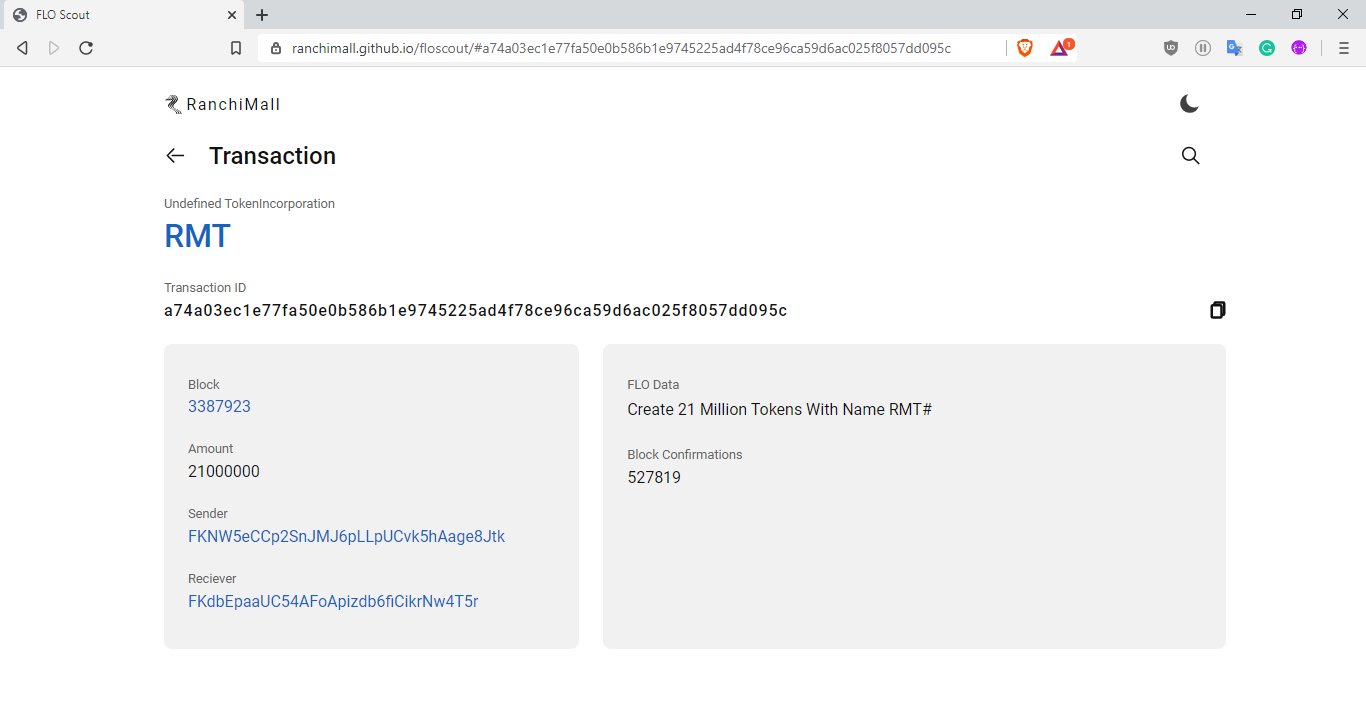 FLO Scout
ranchimall.github.io/floscout/#a74a03ec1e77fa50e0b586b1e9745225ad4f78ce96ca59d6ac025f8057dd095c
1
RanchiMall
Transaction
Undefined TokenIncorporation
RMT
Transaction ID
a74a03ec1e77fa50e0b586b1e9745225ad4f78ce96ca59d6ac025f8057dd095c
Block
3387923
Amount
21000000
Sender
FKNW5eCCp2SnJMJ6pLLpUCvk5hAage8Jtk
Reciever
FKdbEpaaUC54AFoApizdb6fiCikrNw4T5r
FLO Data
Create 21 Million Tokens With Name RMT#
Block Confirmations
527819